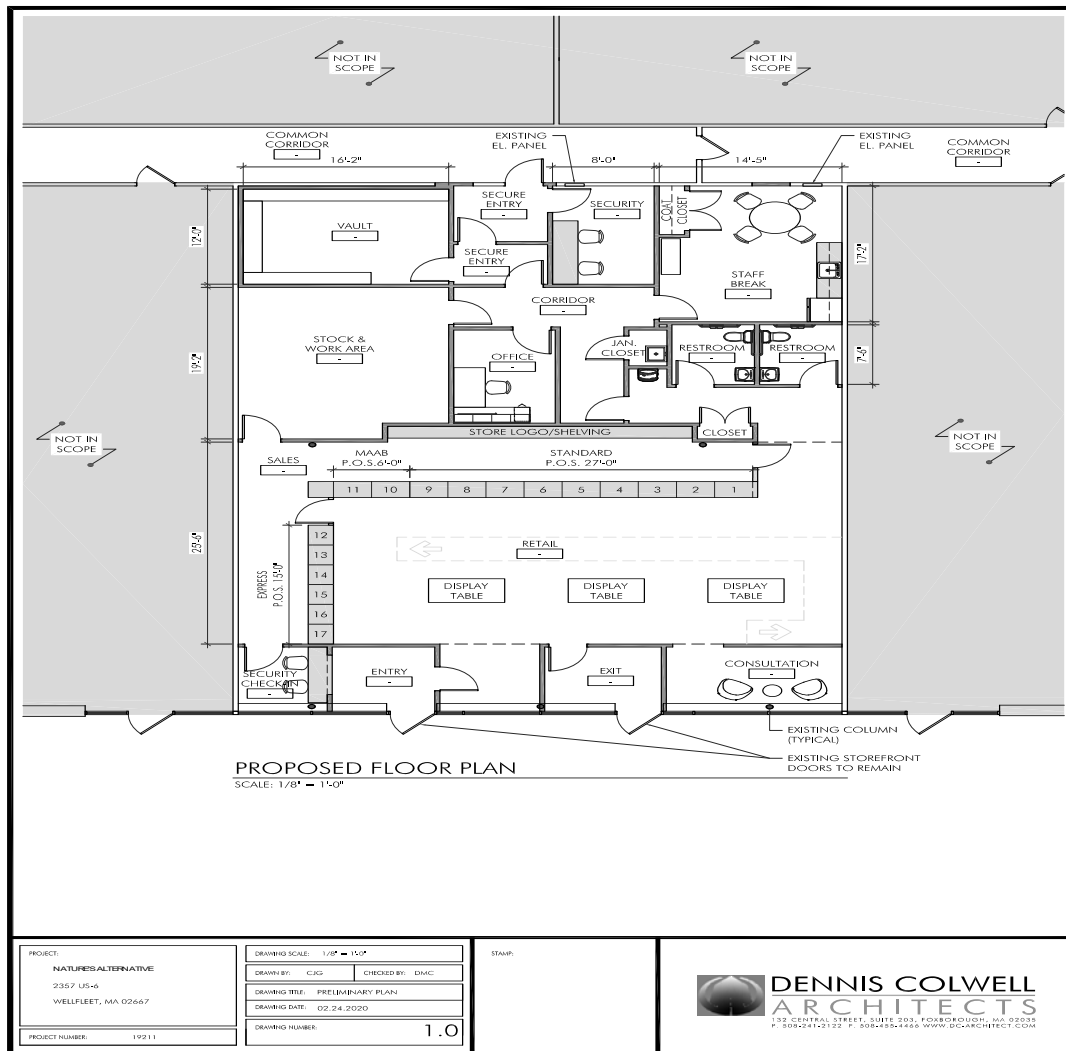 NOT IN
SCOPE
NOT IN
SCOPE
COMMON
CORRIDOR
-
16'-2"
EXISTING
EL. PANEL
8'-0"
14'-5"
EXISTING
EL. PANEL
COMMON
CORRIDOR
-
12'-0"
VAULT
-
SECURE
ENTRY
-
SECURITY
-
COAT
CLOSET
SECURE
ENTRY
-
STAFF
BREAK
-
17'-2"
CORRIDOR
-
19'-2"
STOCK &
WORK AREA
-
OFFICE
-
JAN.
CLOSET
RESTROOM
-
RESTROOM
-
7'-6"
NOT IN
SCOPE
STORE LOGO/SHELVING
CLOSET
NOT IN
SCOPE
SALES
-
MAAB
P.O.S.6'-0"
STANDARD
P.O.S. 27'-0"
11 10 9 8 7 6 5 4 3 2 1
25'-6"
EXPRESS
P.O.S. 15'-0"
12
13
14
15
16
17
RETAIL
-
DISPLAY
TABLE
DISPLAY
TABLE
DISPLAY
TABLE
SECURITY
CHECK-IN
-
ENTRY
-
EXIT
-
CONSULTATION
-
EXISTING COLUMN
(TYPICAL)
EXISTING STOREFRONT
DOORS TO REMAIN
PROPOSED FLOOR PLAN
SCALE: 1/8" = 1'-0"
PROJECT:
NATURE'S ALTERNATIVE
2357 US-6
WELLFLEET, MA 02667
PROJECT NUMBER: 19211
DRAWING SCALE: 1/8" = 1'-0"
DRAWN BY: CJG CHECKED BY: DMC
DRAWING TITLE: PRELIMINARY PLAN
DRAWING DATE: 02.24.2020
DRAWING NUMBER: 1.0
STAMP:
DENNIS COLWELL
ARCHITECTS
132 CENTRAL STREET, SUITE 203, FOXBOROUGH, MA 02035
P. 508-241-2122 F. 508-455-4466 WWW.DC-ARCHITECT.COM